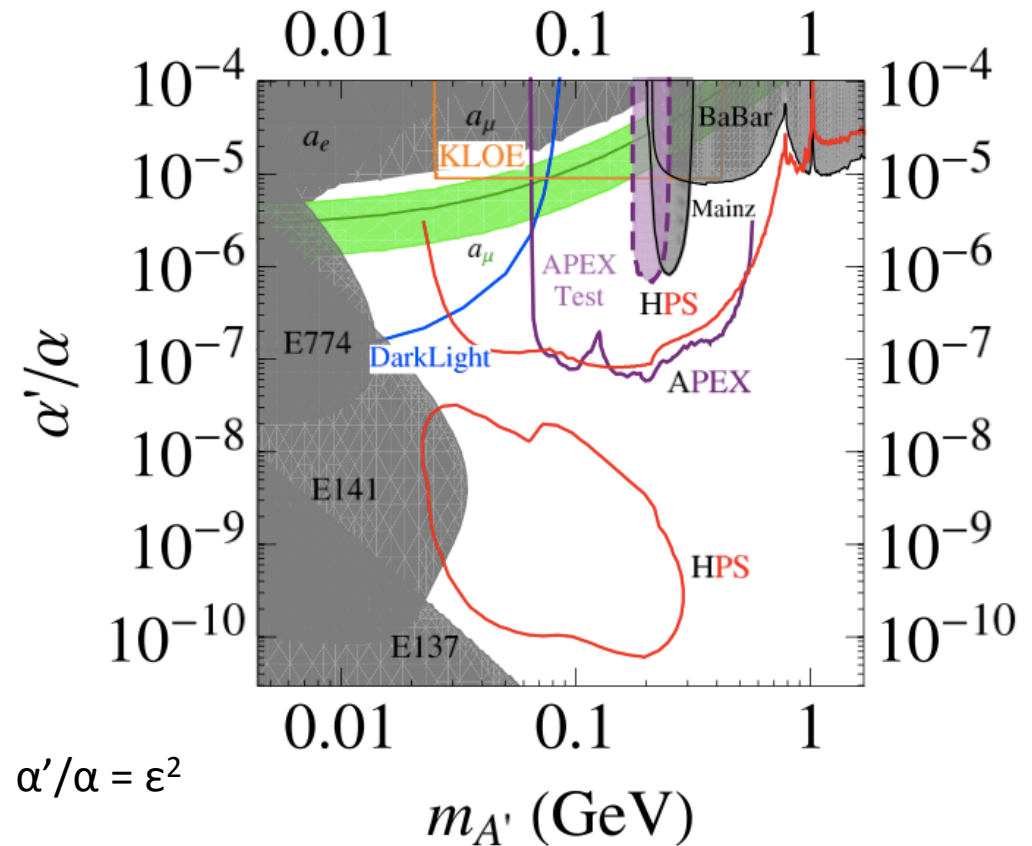 0.01 0.1 1
10⁻⁴ 10⁻⁴
a_e a_μ BaBar
KLOE
10⁻⁵ 10⁻⁵
Mainz
10⁻⁶ a_μ APEX 10⁻⁶
Test
HPS
E774
10⁻⁷ DarkLight 10⁻⁷
APEX
α'/α
10⁻⁸ 10⁻⁸
E141
10⁻⁹ HPS 10⁻⁹
10⁻¹⁰ E137 10⁻¹⁰
0.01 0.1 1
α’/α = ε²
m_A' (GeV)